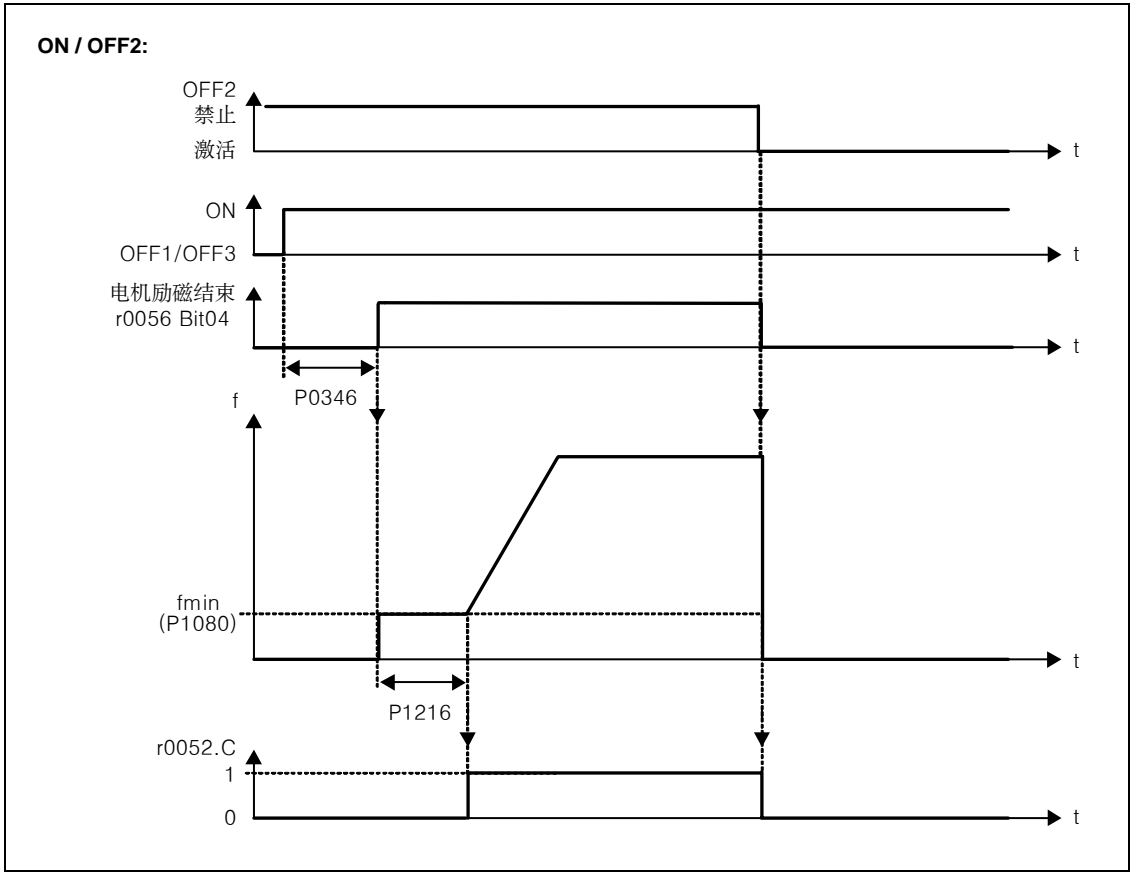 ON / OFF2:
OFF2
禁止
激活
t
ON
OFF1/OFF3
t
电机励磁结束
r0056 Bit04
t
P0346
f
fmin
(P1080)
t
P1216
r0052.C
1
0
t